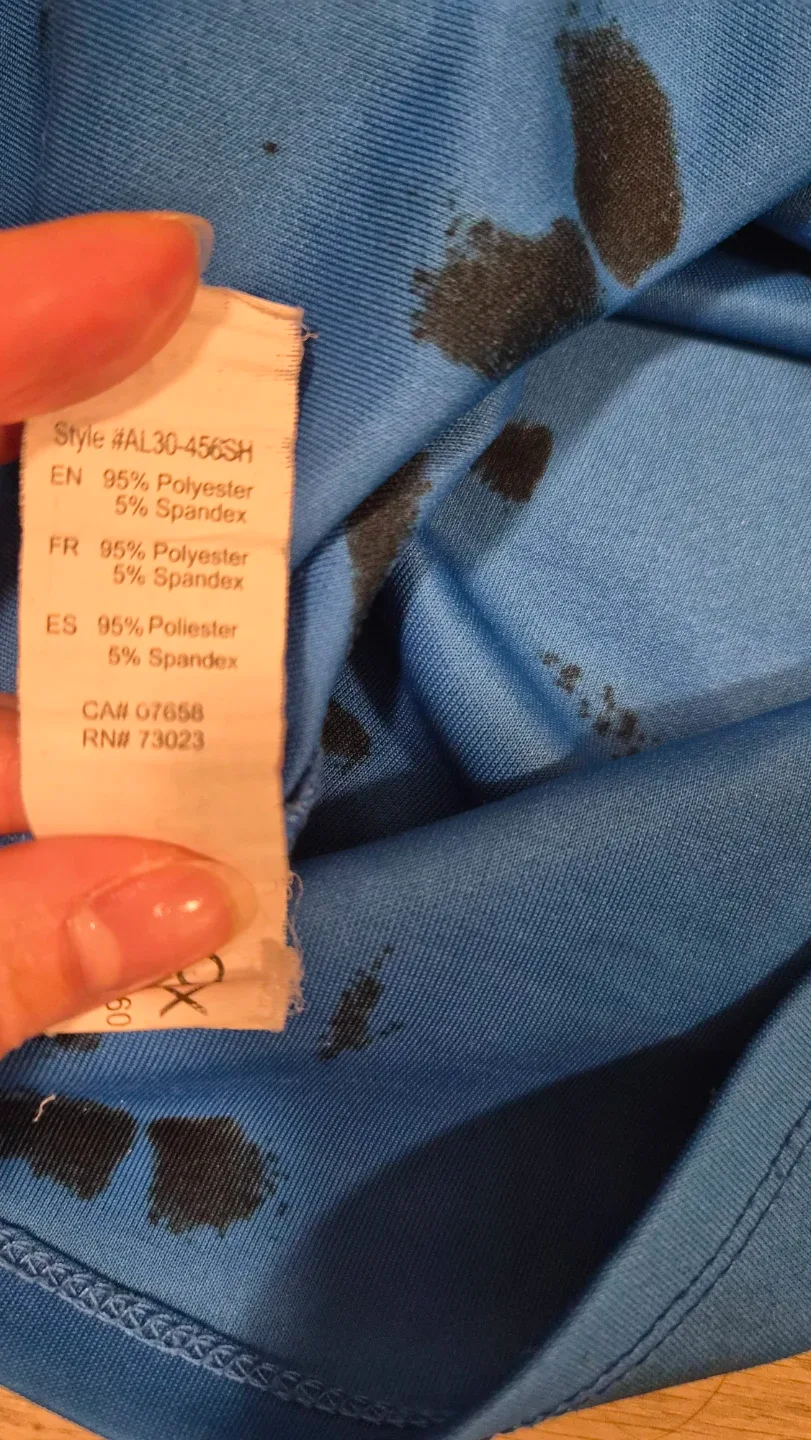 Style #AL30-456SH
EN 95% Polyester
5% Spandex
FR 95% Polyester
5% Spandex
ES 95% Poliester
5% Spandex
CA# 07658
RN# 73023